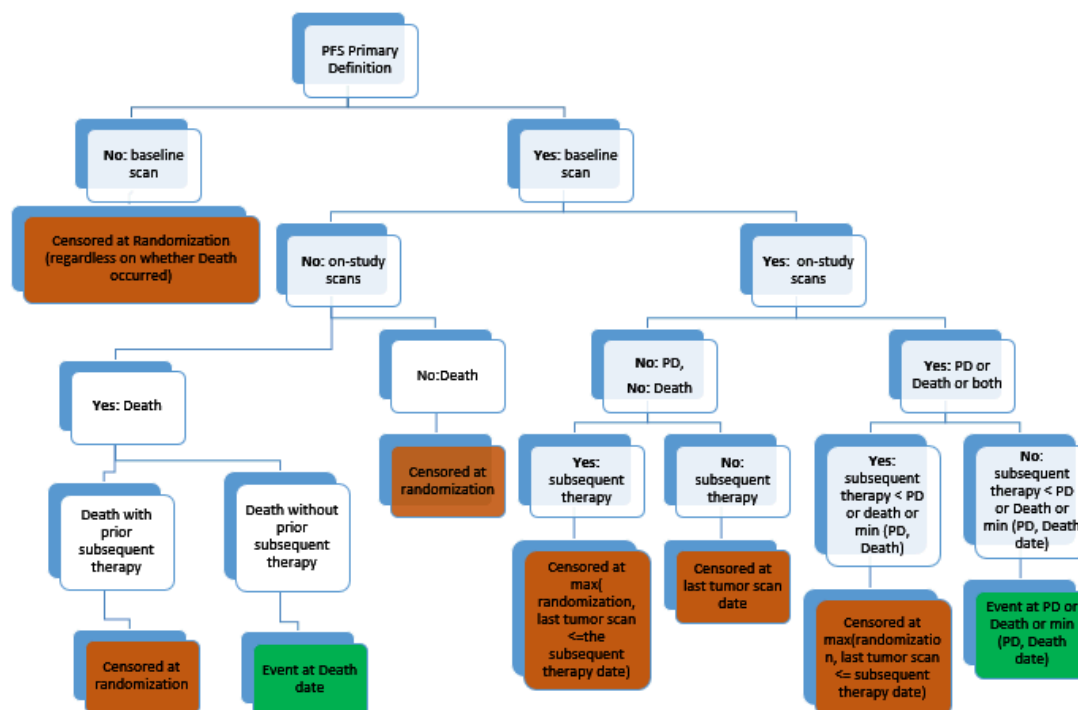 PFS Primary
Definition
No: baseline
scan
Yes: baseline
scan
Censored at Randomization
(regardless on whether Death
occurred)
No: on-study
scans
Yes:  on-study
scans
Yes: Death
No:Death
No: PD,
No: Death
Yes: PD or
Death or both
Death with
prior
subsequent
therapy
Death without
prior
subsequent
therapy
Censored at
randomization
Yes:
subsequent
therapy
No:
subsequent
therapy
Yes:
subsequent
therapy < PD
or death or
min (PD,
Death)
No:
subsequent
therapy < PD
or Death or
min (PD, Death
date)
Censored at
randomization
Event at Death
date
Censored at
max(
randomization,
last tumor scan
<=the
subsequent
therapy date)
Censored at
last tumor scan
date
Censored at
max(randomizatio
n, last tumor scan
<= subsequent
therapy date)
Event at PD or
Death or min
(PD, Death
date)